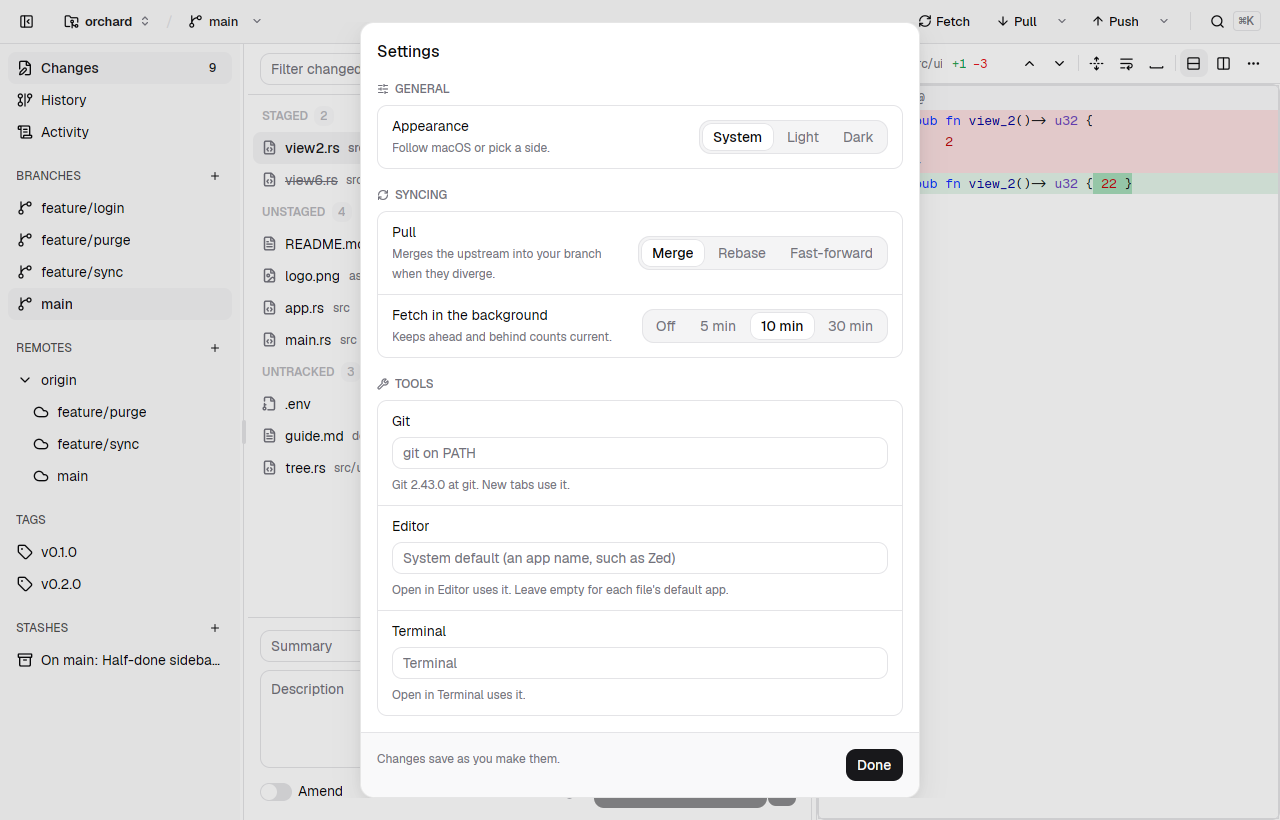 orchard
main
Fetch
Pull
Push
⌘K
Changes 9
History
Activity
BRANCHES
feature/login
feature/purge
feature/sync
main
REMOTES
origin
feature/purge
feature/sync
main
TAGS
v0.1.0
v0.2.0
STASHES
On main: Half-done sideba...
Filter changed
STAGED 2
view2.rs
view6.rs
UNSTAGED 4
README.md
logo.png
app.rs src
main.rs src
UNTRACKED 3
.env
guide.md
tree.rs src/u
Summary
Description
Amend
Settings
GENERAL
Appearance
Follow macOS or pick a side.
System Light Dark
SYNCING
Pull
Merges the upstream into your branch
when they diverge.
Merge Rebase Fast-forward
Fetch in the background
Keeps ahead and behind counts current.
Off 5 min 10 min 30 min
TOOLS
Git
git on PATH
Git 2.43.0 at git. New tabs use it.
Editor
System default (an app name, such as Zed)
Open in Editor uses it. Leave empty for each file's default app.
Terminal
Terminal
Open in Terminal uses it.
Changes save as you make them.
Done
rc/ui +1 −3
pub fn view_2()-> u32 {
2
pub fn view_2()-> u32 { 22 }